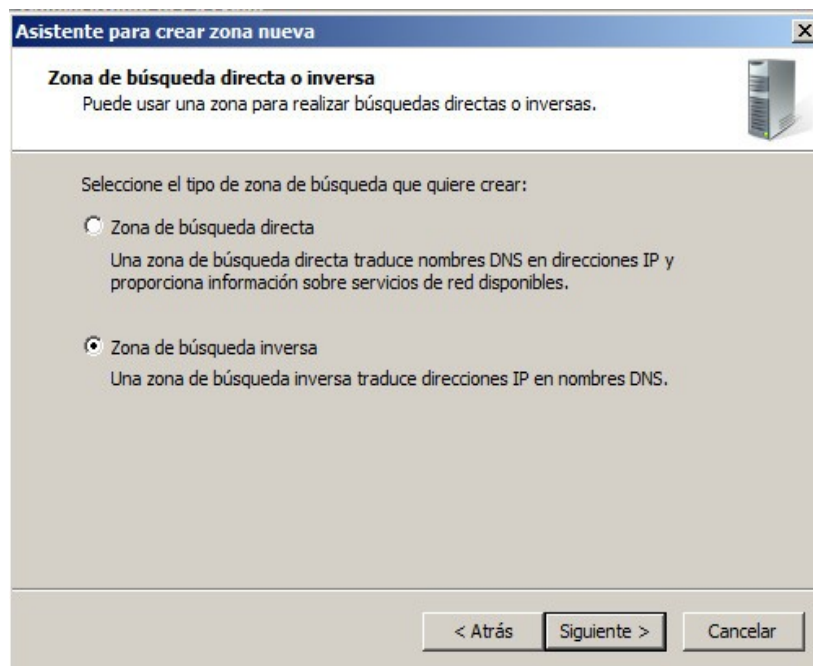 Asistente para crear zona nueva
Zona de búsqueda directa o inversa
Puede usar una zona para realizar búsquedas directas o inversas.
Seleccione el tipo de zona de búsqueda que quiere crear:
Zona de búsqueda directa
Una zona de búsqueda directa traduce nombres DNS en direcciones IP y
proporciona información sobre servicios de red disponibles.
Zona de búsqueda inversa
Una zona de búsqueda inversa traduce direcciones IP en nombres DNS.
< Atrás Siguiente > Cancelar